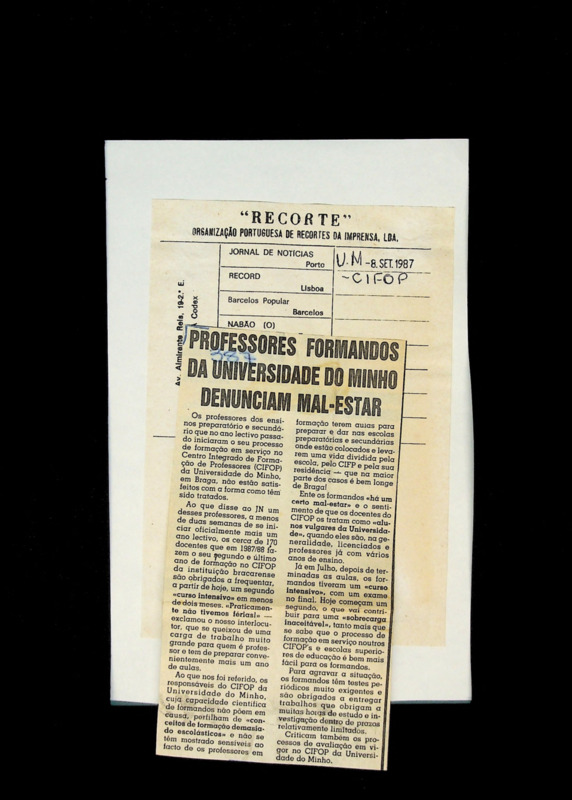 "RECORTE"
ORGANIZAÇÃO PORTUGUESA DE RECORTES DA IMPRENSA, LDA.
Av. Almirante Reis, 19-2.º E.
Codex
JORNAL DE NOTÍCIAS
Porto
RECORD
Lisboa
Barcelos Popular
Barcelos
NABÃO (O)
U.M -8. SET. 1987
-CIFOP
387
PROFESSORES FORMANDOS
DA UNIVERSIDADE DO MINHO
DENUNCIAM MAL-ESTAR
Os professores dos ensi-
nos preparatório e secundá-
rio que no ano lectivo passa-
do iniciaram o seu processo
de formação em serviço no
Centro Integrado de Forma-
ção de Professores (CIFOP)
da Universidade do Minho,
em Braga, não estão satis-
feitos com a forma como têm
sido tratados.
Ao que disse ao JN um
desses professores, a menos
de duas semanas de se ini-
ciar oficialmente mais um
ano lectivo, os cerca de 170
docentes que em 1987/88 fa-
zem o seu segundo e último
ano de formação no CIFOP
da instituição bracarense
são obrigados a frequentar,
a partir de hoje, um segundo
«curso intensivo» em menos
de dois meses. «Praticamen-
te não tivemos férias!» —
exclamou o nosso interlocu-
tor, que se queixou de uma
carga de trabalho muito
grande para quem é profes-
sor e tem de preparar conve-
nientemente mais um ano
de aulas.
Ao que nos foi referido, os
responsáveis do CIFOP da
Universidade do Minho,
cuja capacidade científica
de formandos não põem em
causa, perfilham de «con-
ceitos de formação demasia-
do escolásticos» e não se
têm mostrado sensíveis ao
facto de os professores em
formação terem aulas para
preparar e dar nas escolas
preparatórias e secundárias
onde estão colocados e leva-
rem uma vida dividida pela
escola, pelo CIFP e pela sua
residência — que na maior
parte dos casos é bem longe
de Braga!
Ente os formandos «há um
certo mal-estar» e o senti-
mento de que os docentes do
CIFOP os tratam como «alu-
nos vulgares da Universida-
de», quando eles são, na ge-
neralidade, licenciados e
professores já com vários
anos de ensino.
Já em Julho, depois de ter-
minadas as aulas, os for-
mandos tiveram um «curso
intensivo», com um exame
no final. Hoje começam um
segundo, o que vai contri-
buir para uma «sobrecarga
inaceitável», tanto mais que
se sabe que o processo de
formação em serviço noutros
CIFOP's e escolas superio-
res de educação é bem mais
fácil para os formandos.
Para agravar a situação,
os formandos têm testes pe-
riódicos muito exigentes e
são obrigados a entregar
trabalhos que obrigam a
muitas horas de estudo e in-
vestigação dentro de prazos
relativamente limitados.
Criticam também os pro-
cessos de avaliação em vi-
gor no CIFOP da Universi-
dade do Minho.